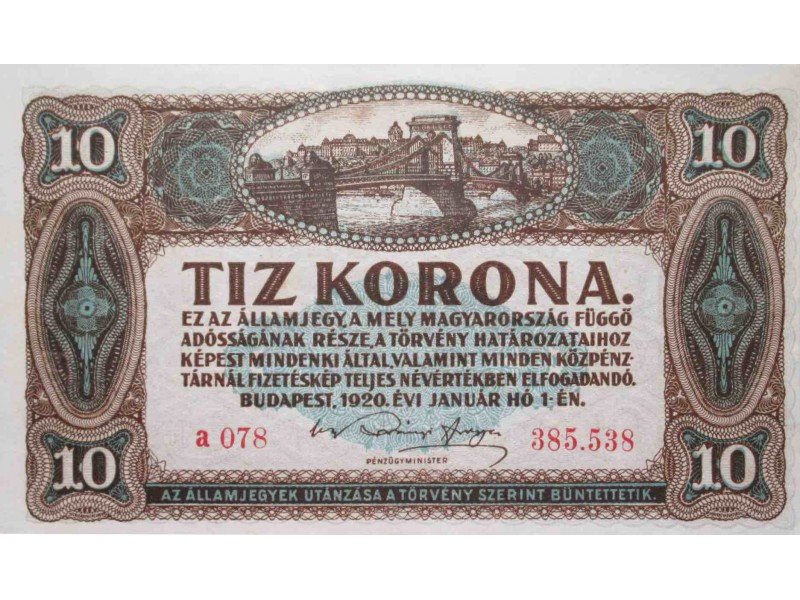 10 10
TIZ KORONA.
EZ AZ ÁLLAMJEGY, A MELY MAGYARORSZÁG FÜGGŐ
ADÓSSÁGÁNAK RÉSZE, A TÖRVÉNY HATÁROZATAIHOZ
KÉPEST MINDENKI ÁLTAL, VALAMINT MINDEN KÖZPÉNZ-
TÁRNÁL FIZETÉSKÉP TELJES NÉVÉRTÉKBEN ELFOGADANDÓ.
BUDAPEST, 1920. ÉVI JANUÁR HÓ 1-ÉN.
a 078 385.538
PÉNZÜGYMINISTER
10 10
AZ ÁLLAMJEGYEK UTÁNZÁSA A TÖRVÉNY SZERINT BÜNTETTETIK.